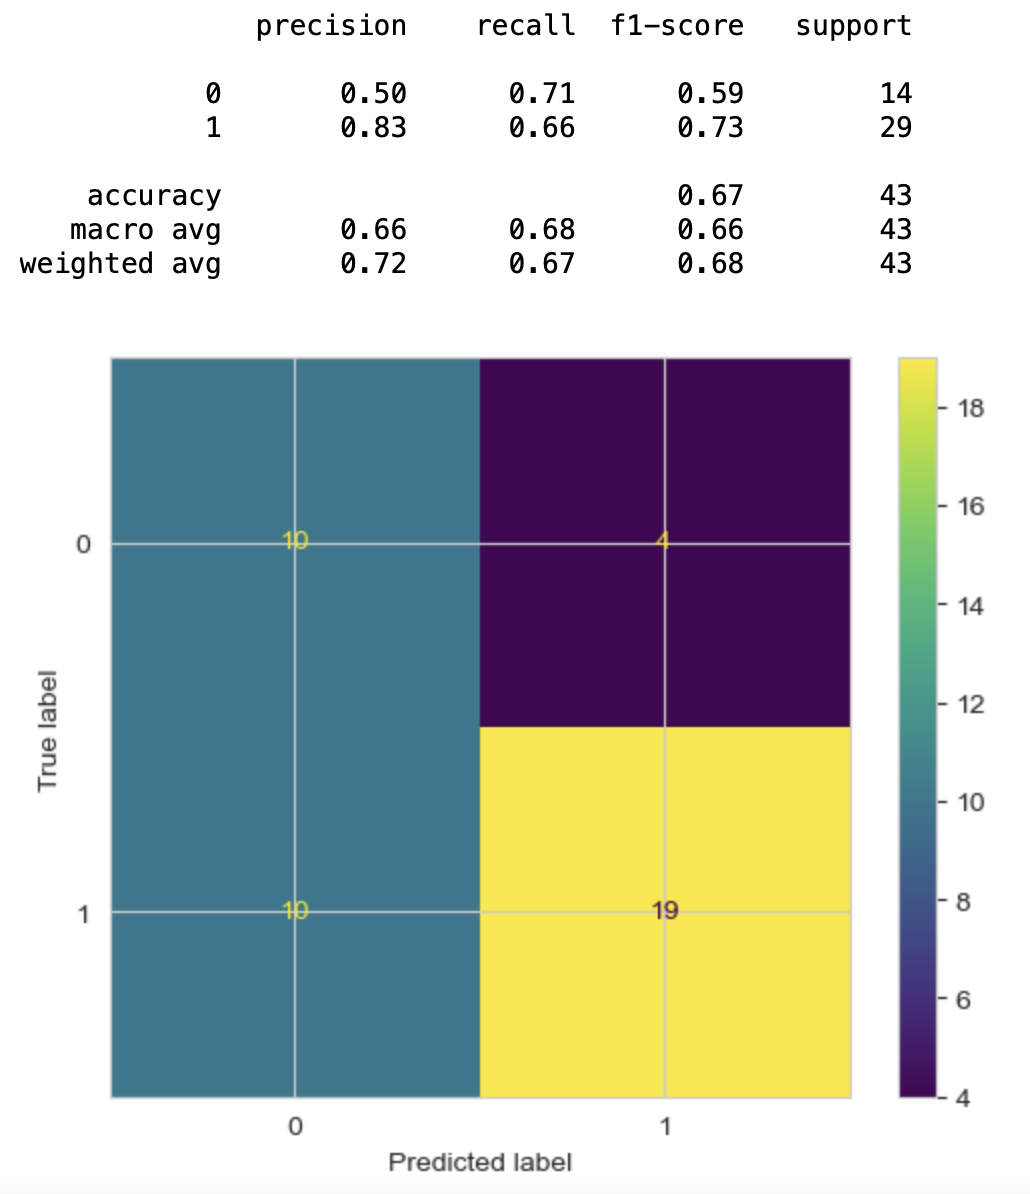 precision recall f1-score support
0 0.50 0.71 0.59 14
1 0.83 0.66 0.73 29
accuracy 0.67 43
macro avg 0.66 0.68 0.66 43
weighted avg 0.72 0.67 0.68 43
18
16
14
12
10
8
6
4
True label
0
10 4
1
10 19
0 1
Predicted label